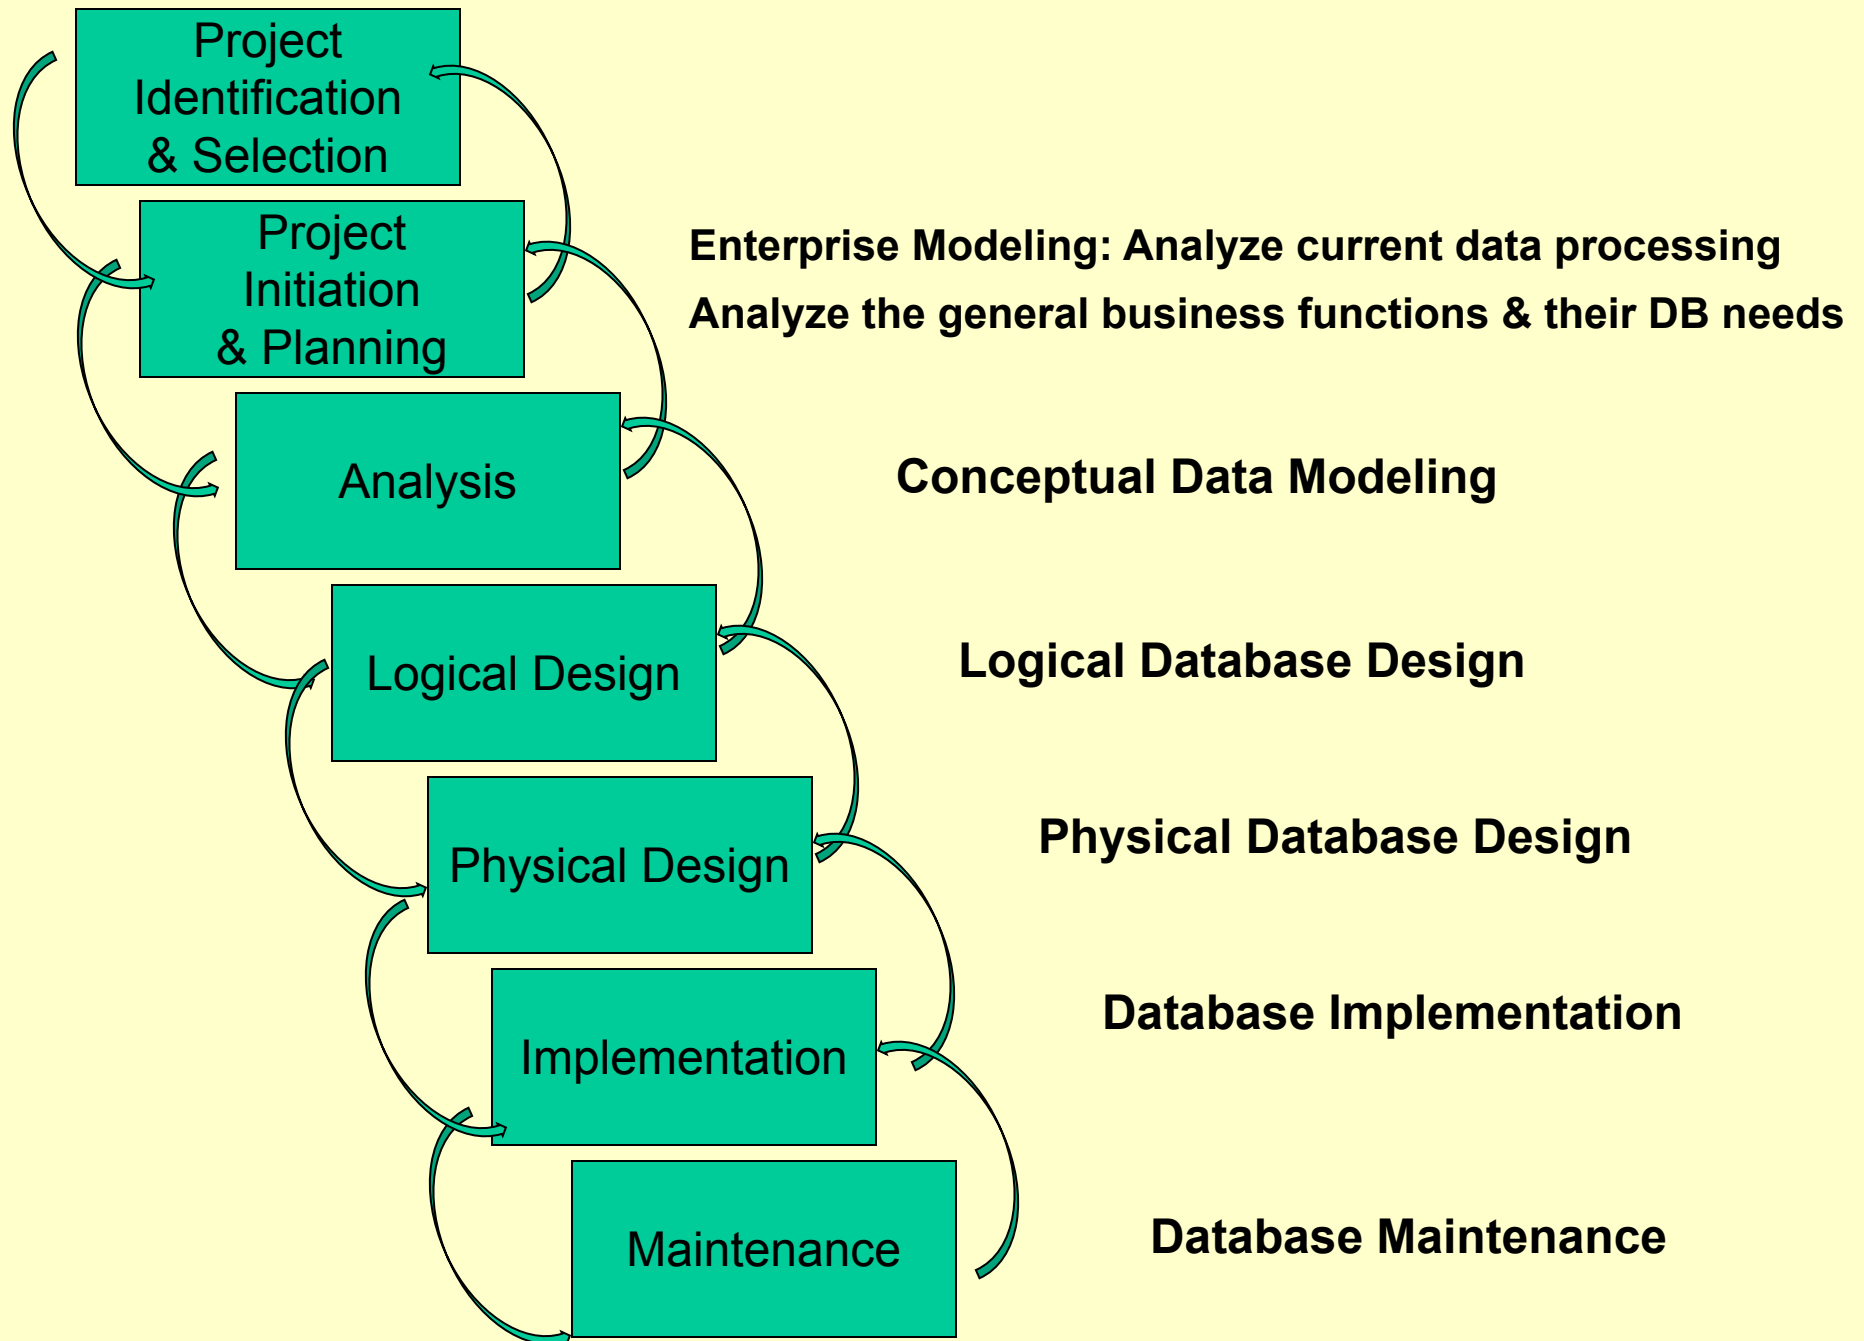 Project
Identification
& Selection
Project
Initiation
& Planning
Enterprise Modeling: Analyze current data processing
Analyze the general business functions & their DB needs
Analysis
Conceptual Data Modeling
Logical Design
Logical Database Design
Physical Design
Physical Database Design
Implementation
Database Implementation
Maintenance
Database Maintenance